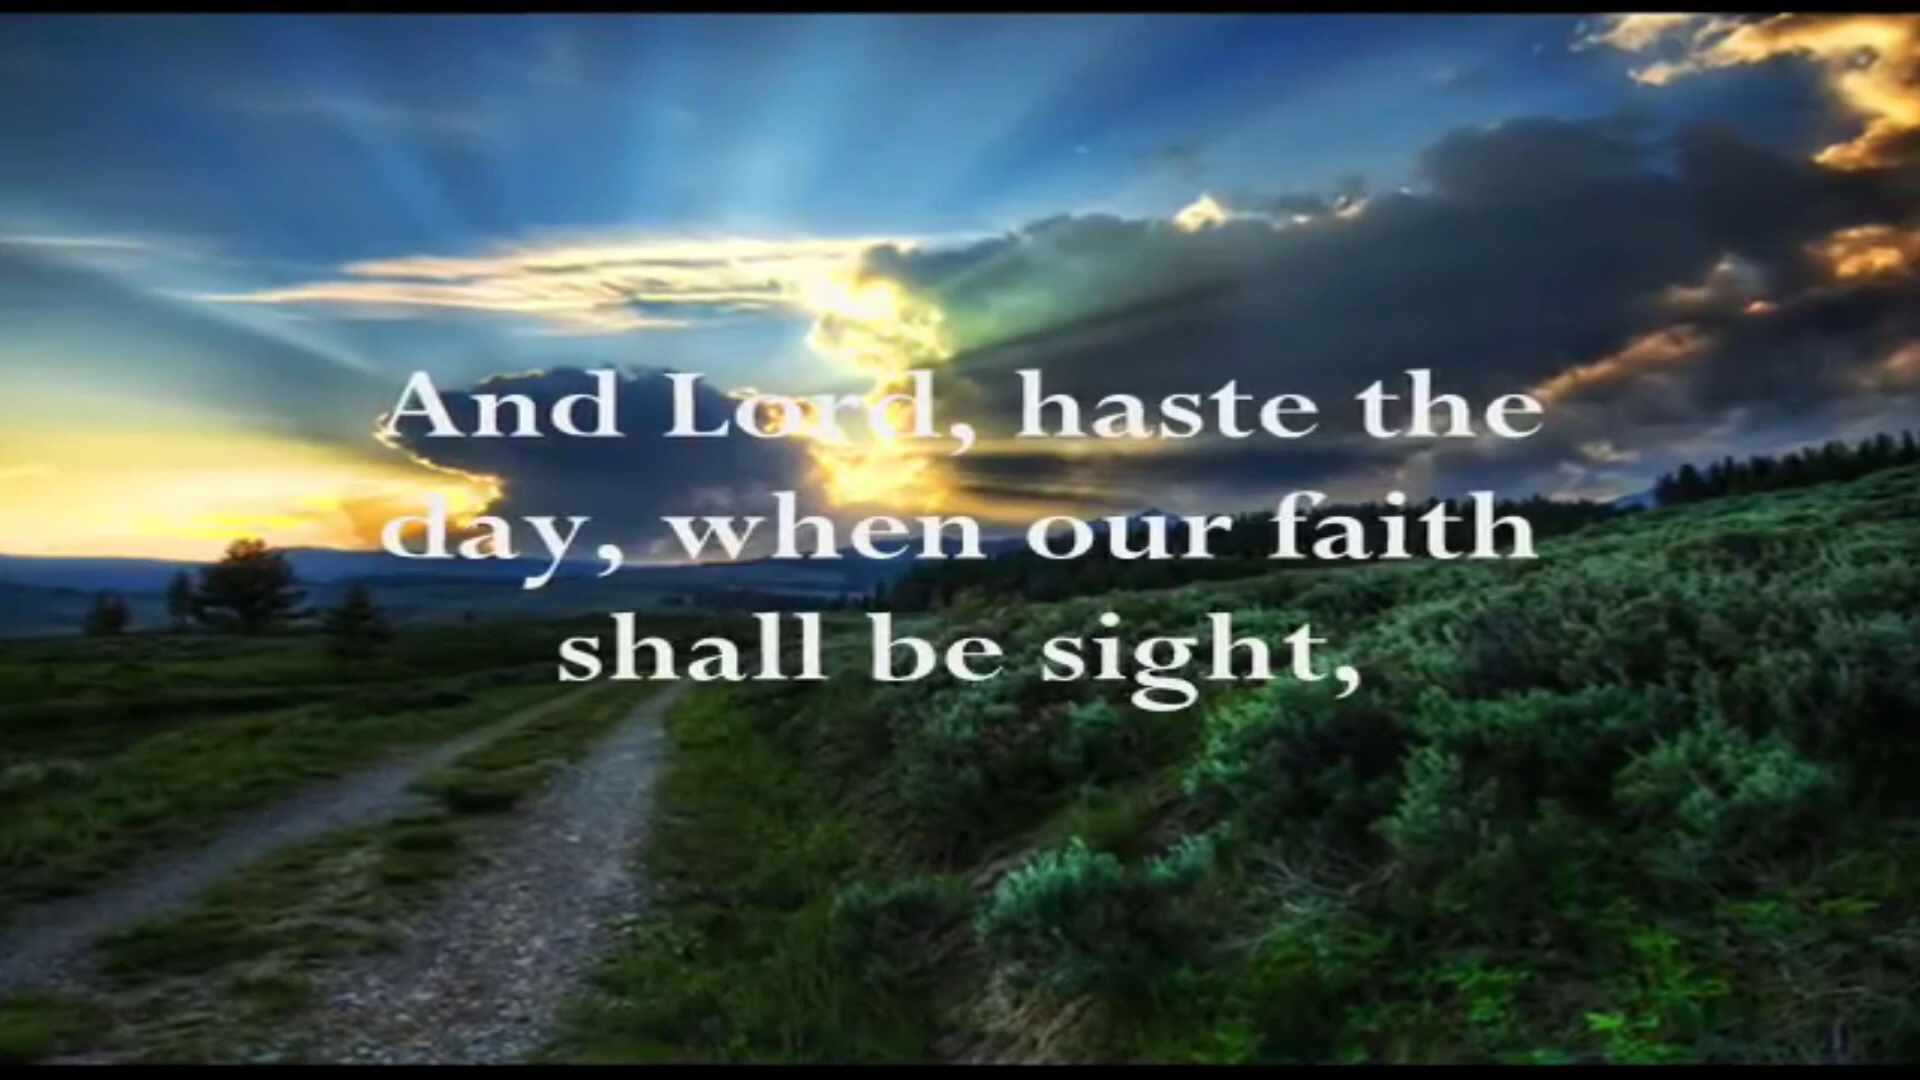 And Lord, haste the
day, when our faith
shall be sight,